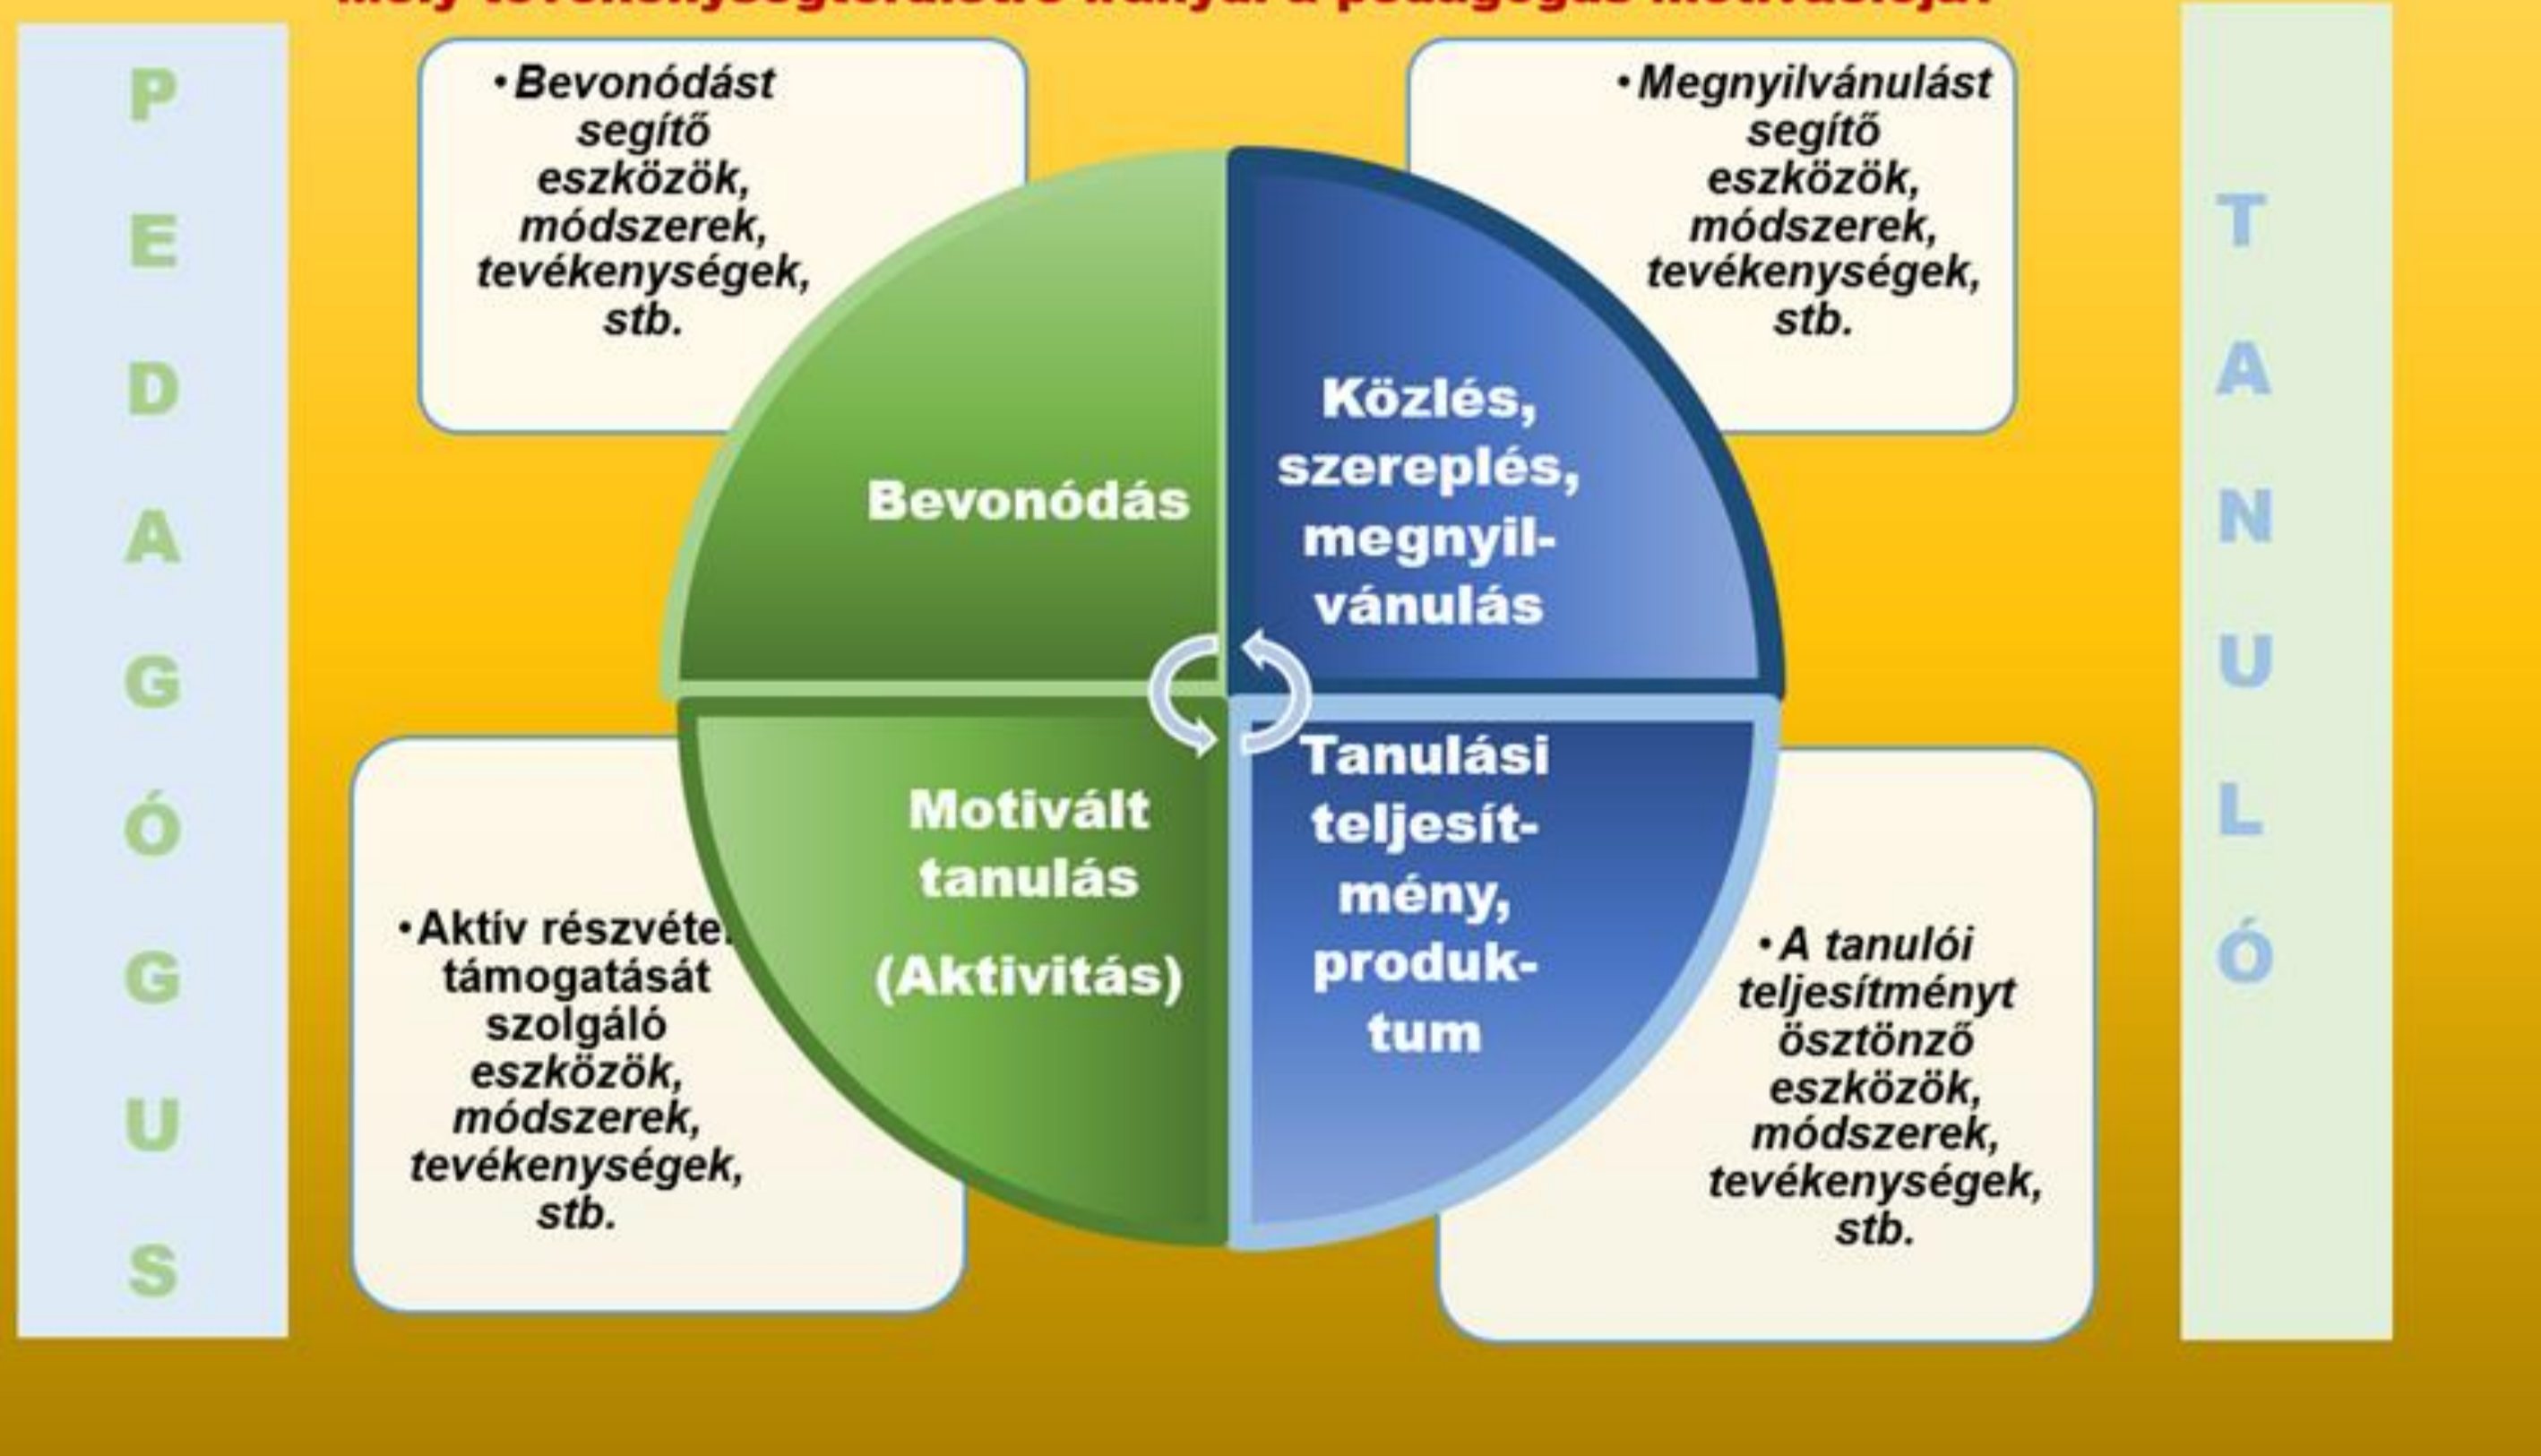 P
E
D
A
G
Ó
G
U
S
• Bevonódást
segítő
eszközök,
módszerek,
tevékenységek,
stb.
• Megnyilvánulást
segítő
eszközök,
módszerek,
tevékenységek,
stb.
Bevonódás
Közlés,
szereplés,
megnyil-
vánulás
Motivált
tanulás
(Aktivitás)
Tanulási
teljesít-
mény,
produk-
tum
• Aktív
támogatását
szolgáló
eszközök,
módszerek,
tevékenységek,
stb.
• A tanulói
teljesítményt
ösztönző
eszközök,
módszerek,
tevékenységek,
stb.
T
A
N
U
L
Ó